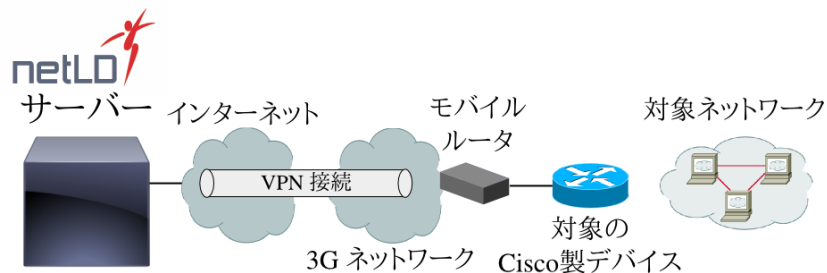 netLD
サーバー
インターネット
VPN 接続
3G ネットワーク
モバイル
ルータ
対象の
Cisco製デバイス
対象ネットワーク